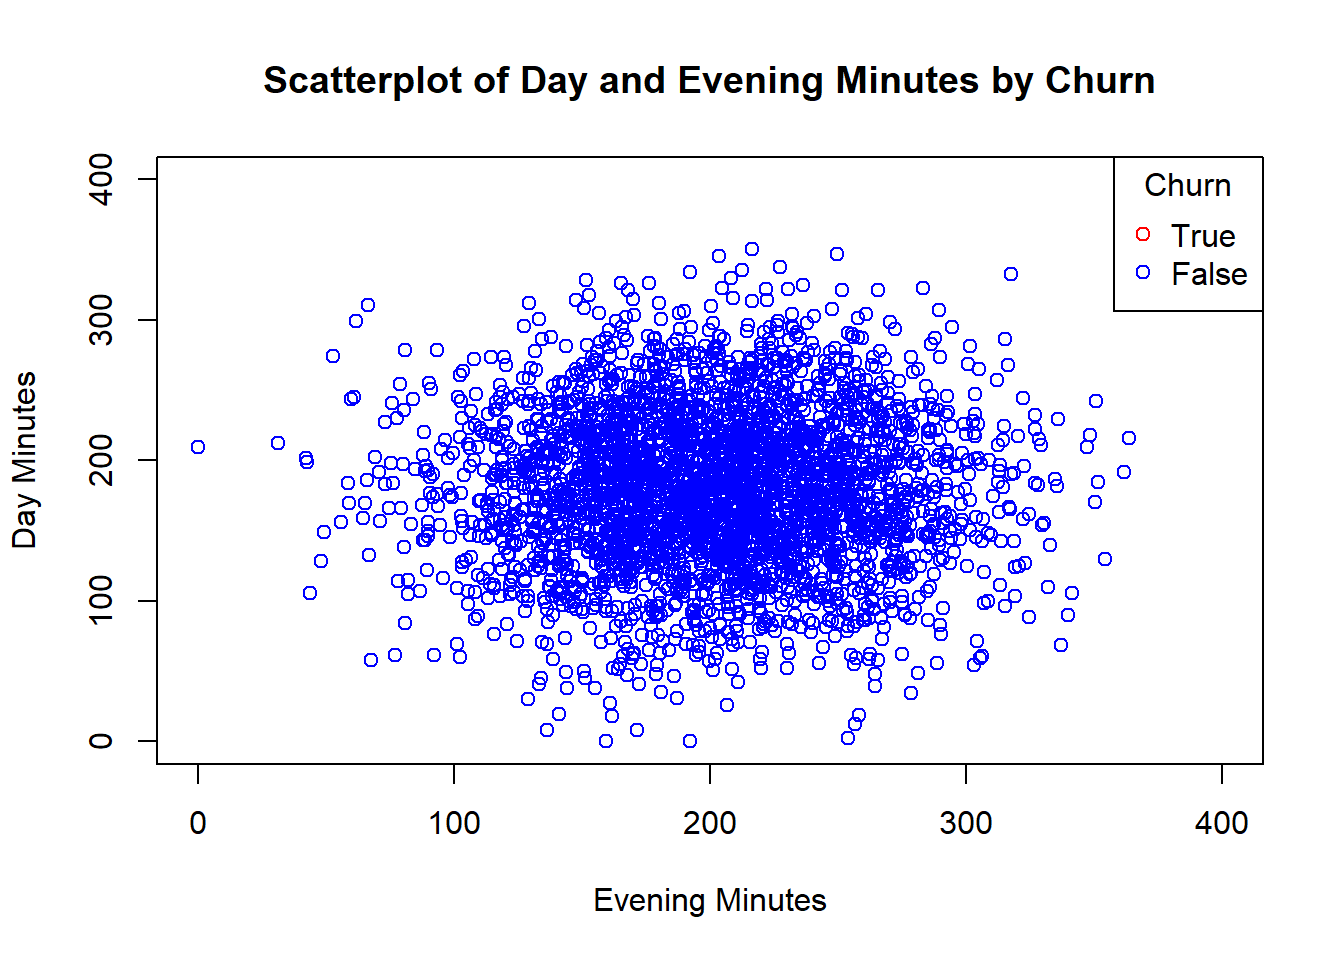 Scatterplot of Day and Evening Minutes by Churn
Churn
True
False
Day Minutes
400
300
200
100
0
0 100 200 300 400
Evening Minutes